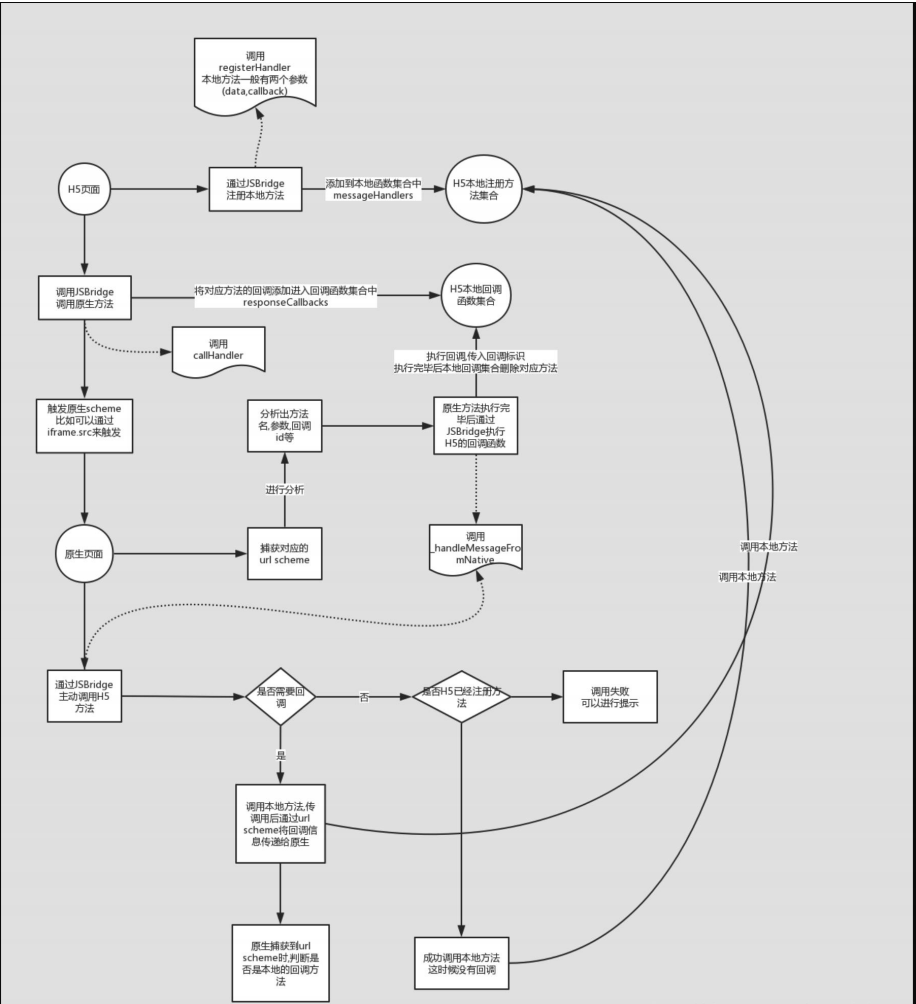 调用
registerHandler
本地方法一般有两个参数
(data,callback)
H5页面
通过JSBridge
注册本地方法
添加到本地函数集合中
messageHandlers
H5本地注册方
法集合
调用JSBridge
调用原生方法
将对应方法的回调添加进入回调函数集合中
responseCallbacks
H5本地回调
函数集合
调用
callHandler
执行回调,传入回调标识
执行完毕后本地回调集合删除对应方法
触发原生scheme
比如可以通过
iframe.src来触发
分析出方法
名,参数,回调
id等
原生方法执行完
毕后通过
JSBridge执行
H5的回调函数
进行分析
原生页面
捕获对应的
url scheme
调用
_handleMessageFro
mNative
调用本地方法
调用本地方法
通过JSBridge
主动调用H5
方法
是否需要回
调
否
是否H5已经注册方
法
调用失败
可以进行提示
是
调用本地方法,传
调用后通过url
scheme将回调信
息传递给原生
原生捕获到url
scheme时,判断是
否是本地的回调方
法
成功调用本地方法
这时候没有回调